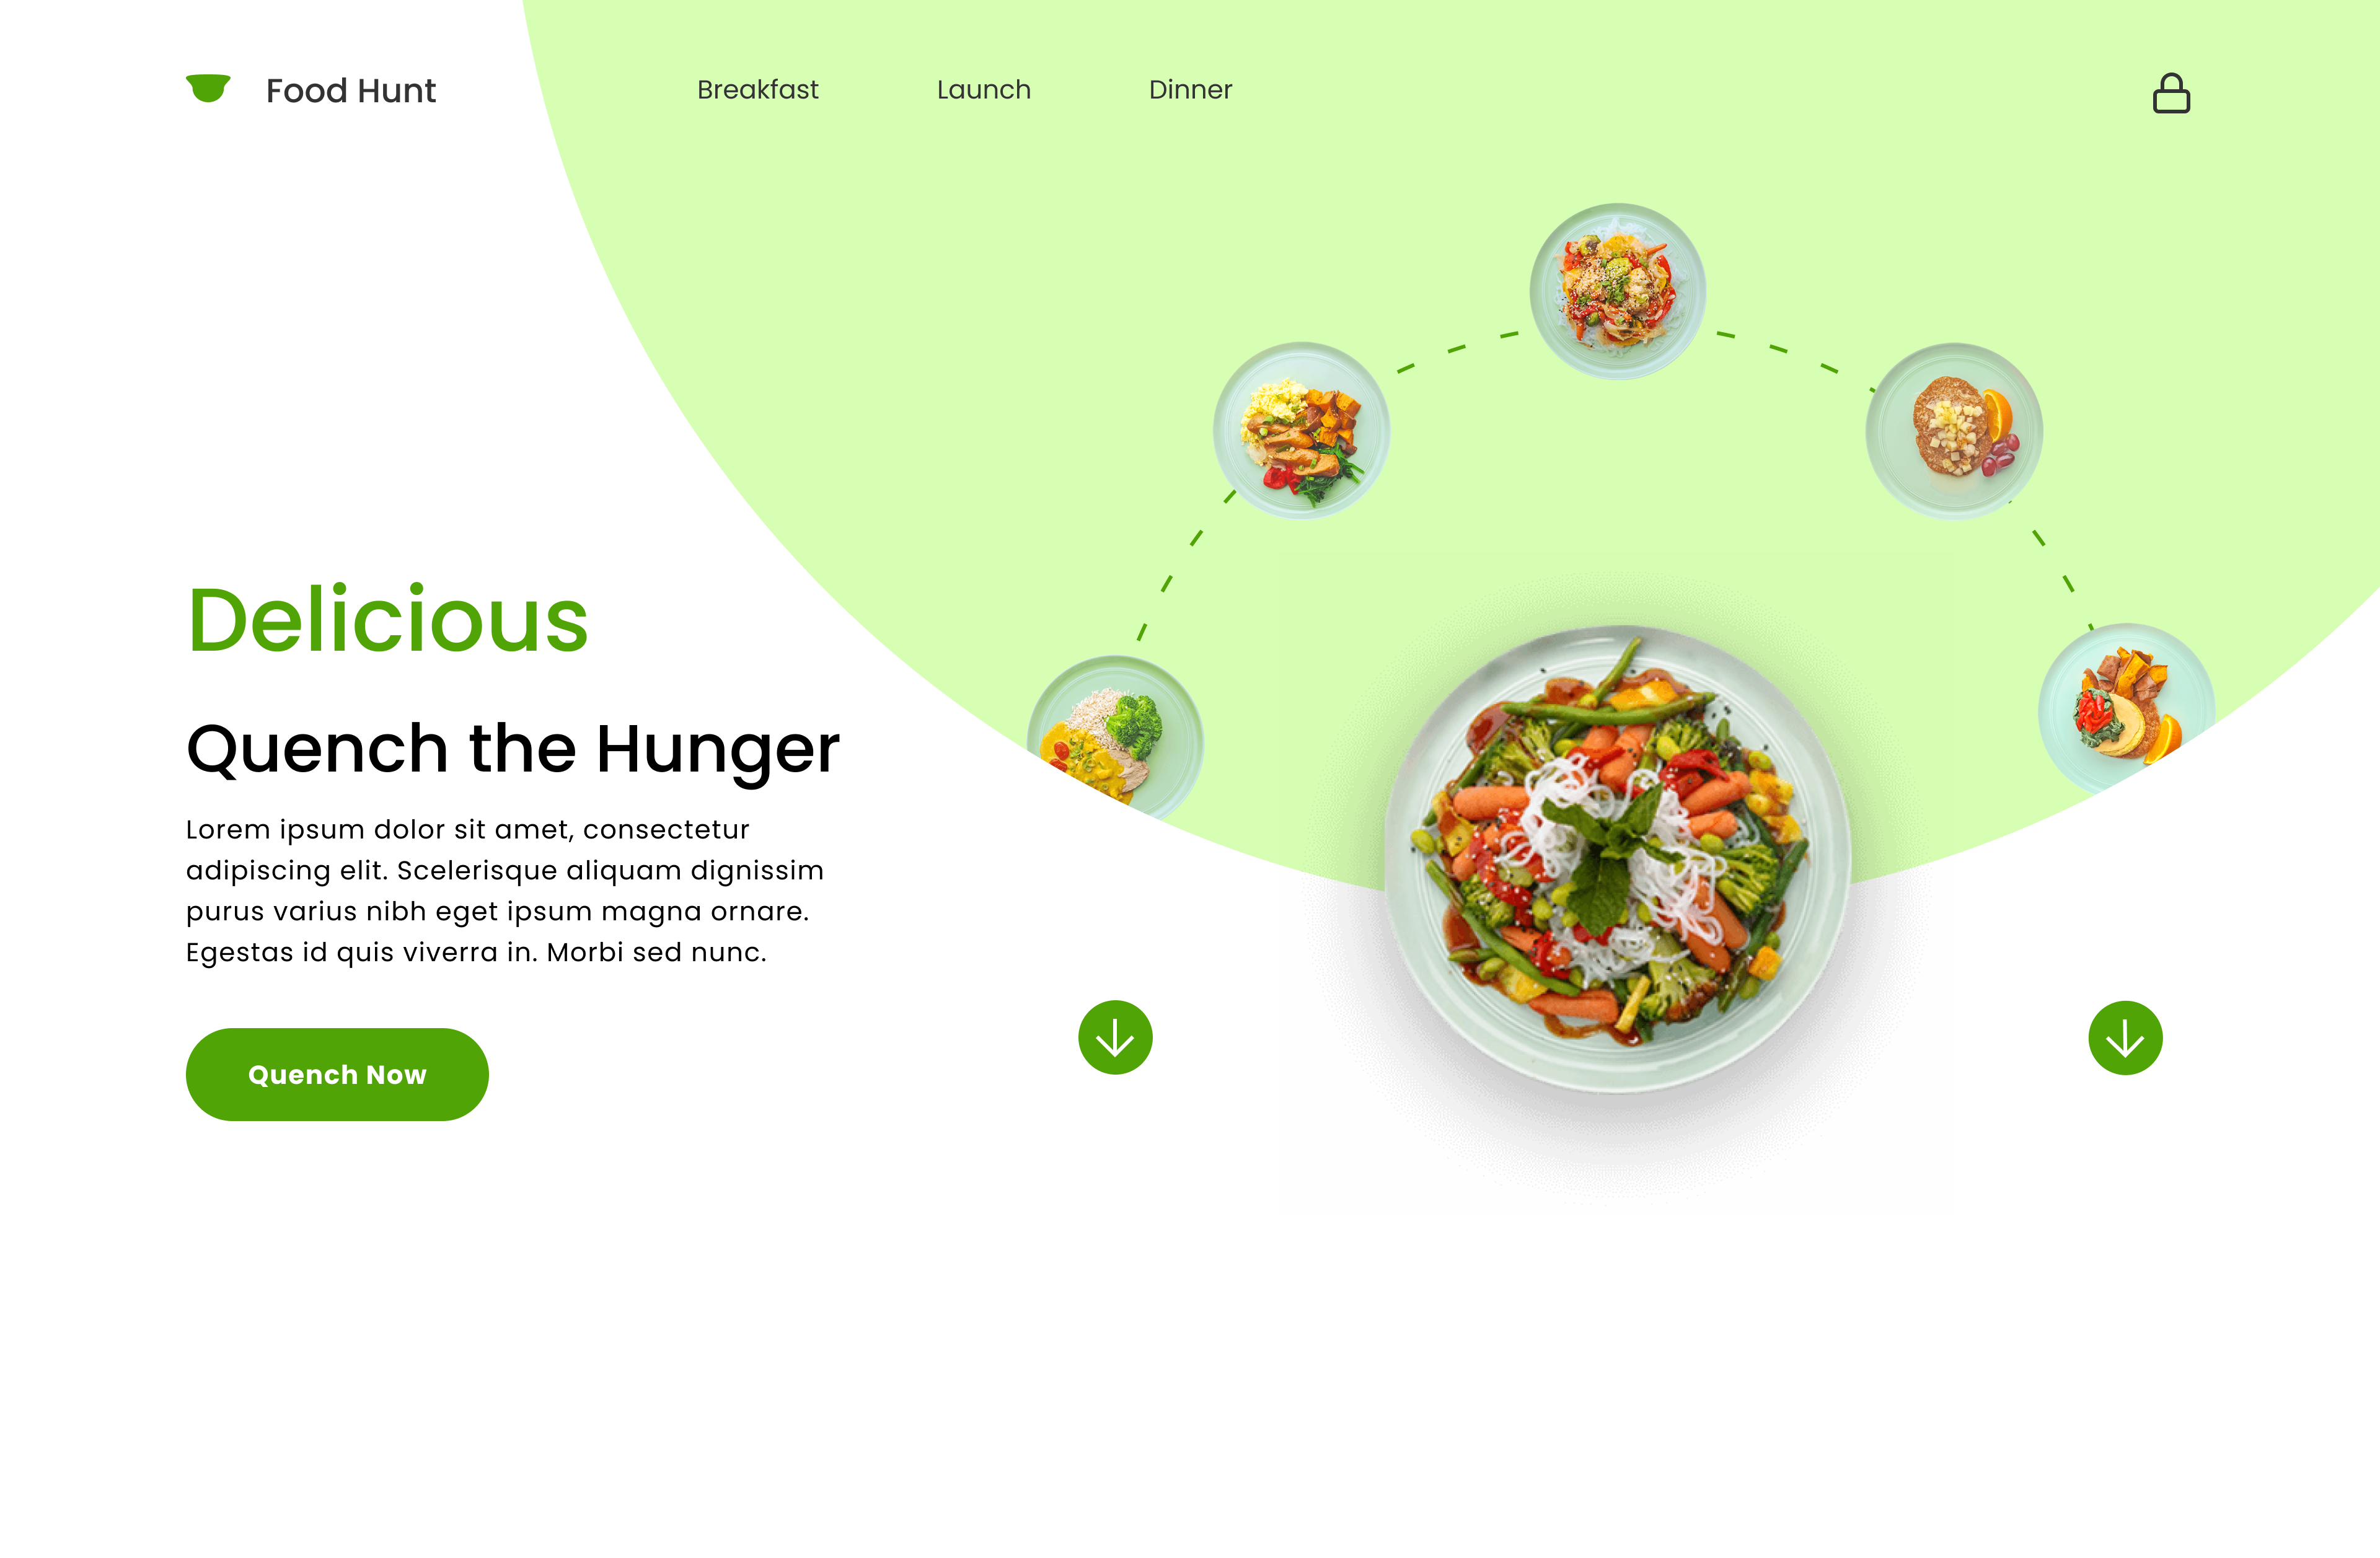 Food Hunt
Breakfast
Launch
Dinner
Delicious
Quench the Hunger
Lorem ipsum dolor sit amet, consectetur
adipiscing elit. Scelerisque aliquam dignissim
purus varius nibh eget ipsum magna ornare.
Egestas id quis viverra in. Morbi sed nunc.
Quench Now